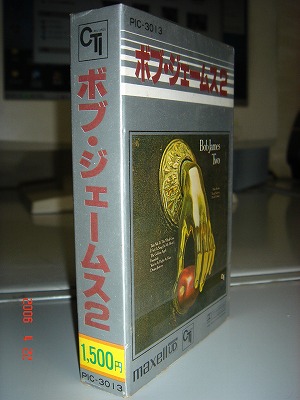 CTI
ボブ・ジェームス2
1,500円
PIC-3013
PIC-3013
ボブ・ジェームス2
Bob James
Two
maxell UD
CTI